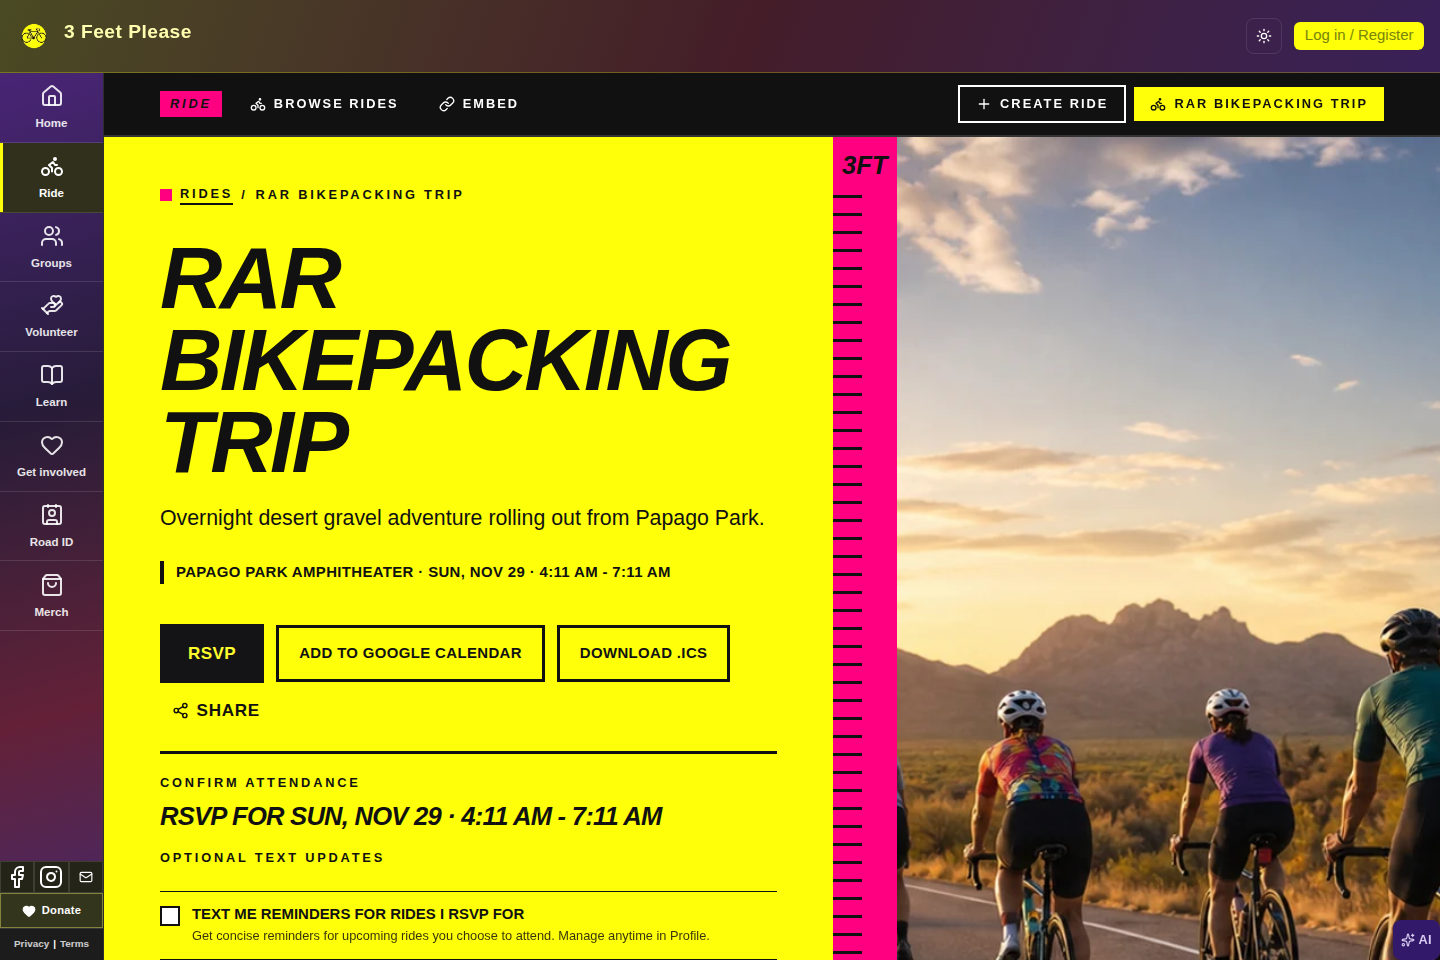 3 Feet Please
Log in / Register
Home
Ride
Groups
Volunteer
Learn
Get involved
Road ID
Merch
Donate
Privacy | Terms
RIDE
BROWSE RIDES
EMBED
CREATE RIDE
RAR BIKEPACKING TRIP
RIDES / RAR BIKEPACKING TRIP
RAR
BIKEPACKING
TRIP
Overnight desert gravel adventure rolling out from Papago Park.
PAPAGO PARK AMPHITHEATER · SUN, NOV 29 · 4:11 AM - 7:11 AM
RSVP
ADD TO GOOGLE CALENDAR
DOWNLOAD .ICS
SHARE
CONFIRM ATTENDANCE
RSVP FOR SUN, NOV 29 · 4:11 AM - 7:11 AM
OPTIONAL TEXT UPDATES
TEXT ME REMINDERS FOR RIDES I RSVP FOR
Get concise reminders for upcoming rides you choose to attend. Manage anytime in Profile.
3FT
AI